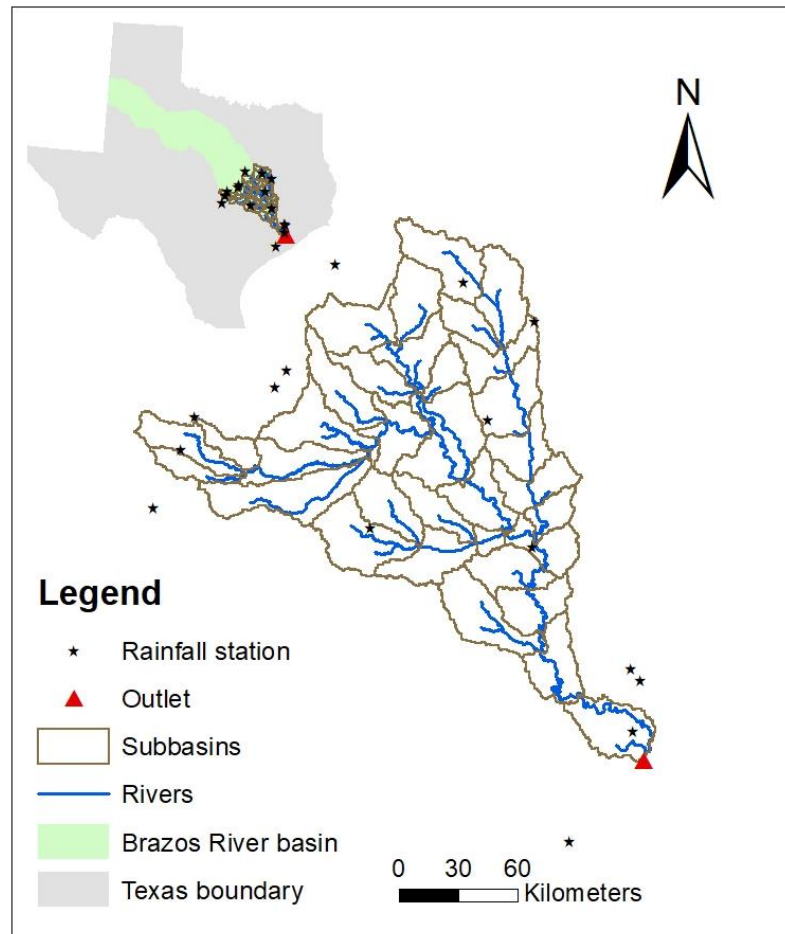 N
Legend
Rainfall station
Outlet
Subbasins
Rivers
Brazos River basin
Texas boundary
0 30 60
Kilometers